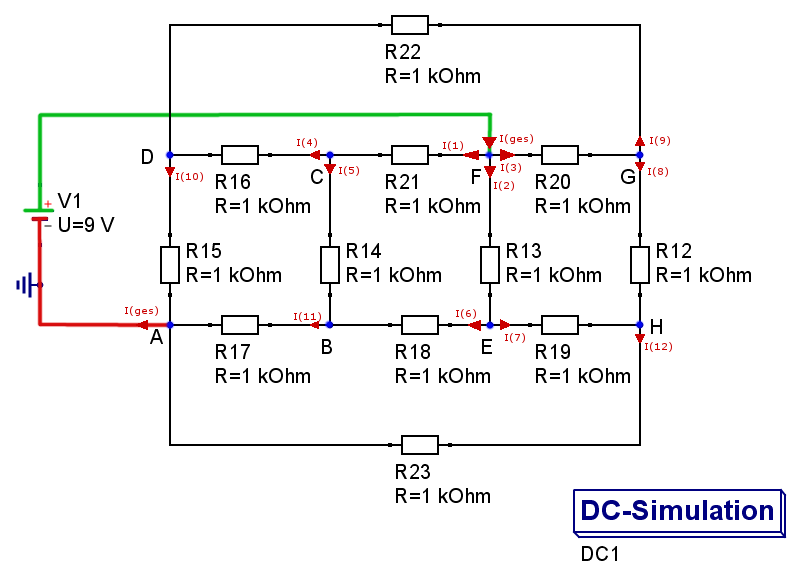 R22
R=1 kOhm
I(ges)
I(9)
I(4)
I(1)
D
I(10)
R16
R=1 kOhm
C
I(5)
R21
R=1 kOhm
F
I(3)
I(2)
R20
R=1 kOhm
G
I(8)
+
V1
−
U=9 V
R15
R=1 kOhm
R14
R=1 kOhm
R13
R=1 kOhm
R12
R=1 kOhm
I(ges)
A
R17
R=1 kOhm
I(11)
B
R18
R=1 kOhm
I(6)
E
I(7)
R19
R=1 kOhm
H
I(12)
R23
R=1 kOhm
DC-Simulation
DC1